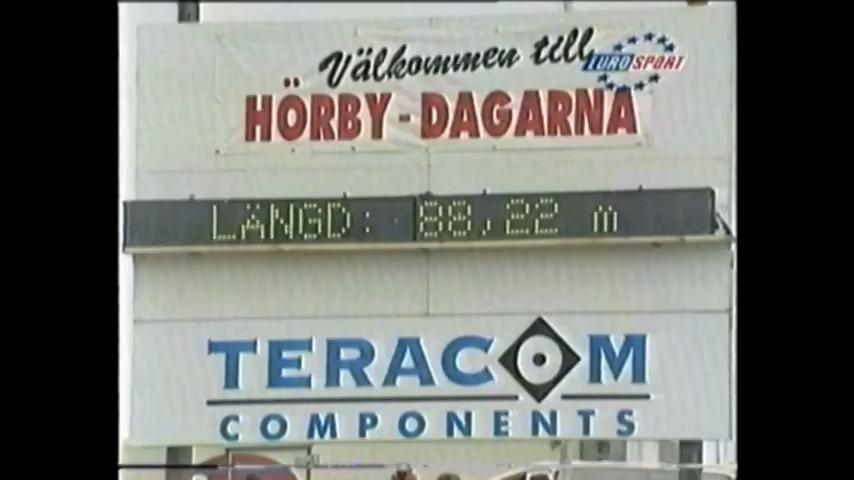 Välkommen till
EUROSPORT
HÖRBY-DAGARNA
LÄNGD: 88,22 m
TERACOM
COMPONENTS